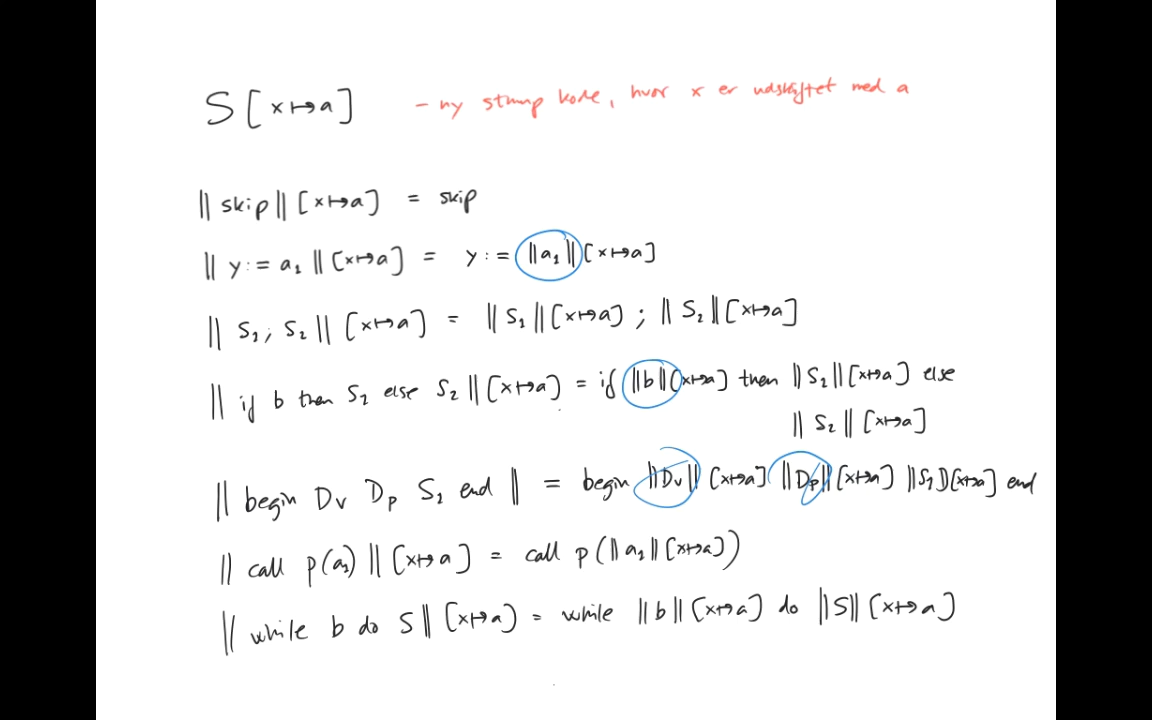 S[x↦a] - ny stump kode, hvor x er udskiftet med a
|| skip || [x↦a] = skip
|| y := a₁ || [x↦a] = y := || a₁ || [x↦a]
|| S₁; S₂ || [x↦a] = || S₁ || [x↦a] ; || S₂ || [x↦a]
|| if b then S₁ else S₂ || [x↦a] = if || b || [x↦a] then || S₁ || [x↦a] else
|| S₂ || [x↦a]
|| begin Dv Dp S₁ end || = begin || Dv || [x↦a] || Dp || [x↦a] || S₁ || [x↦a] end
|| call p(a₁) || [x↦a] = call p(|| a₁ || [x↦a])
|| while b do S || [x↦a] = while || b || [x↦a] do || S || [x↦a]